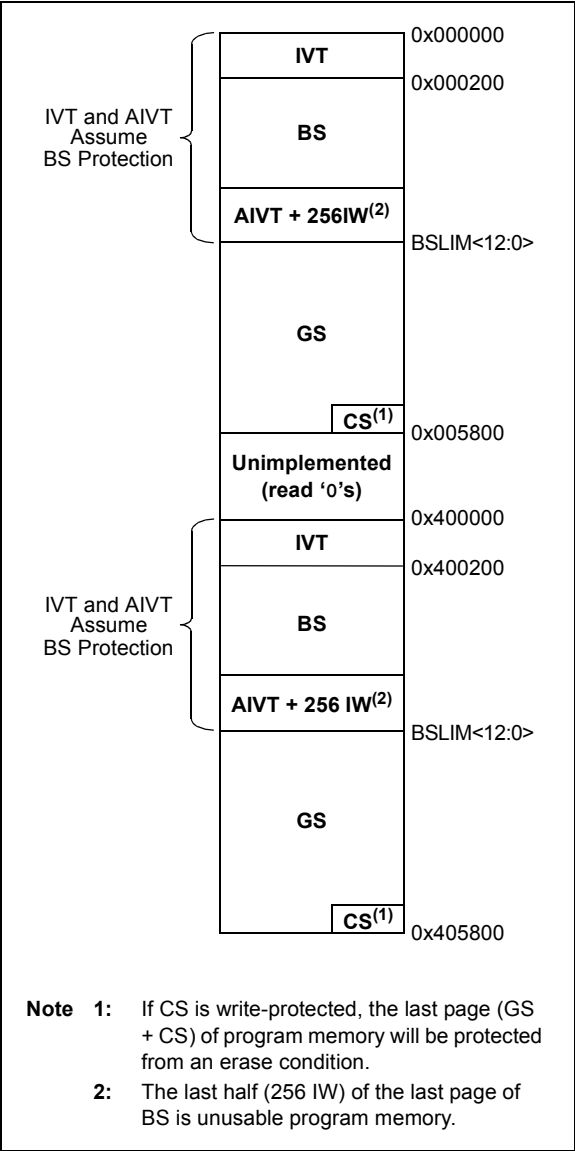 0x000000
IVT
0x000200
IVT and AIVT
Assume
BS Protection
BS
AIVT + 256IW(2)
BSLIM<12:0>
GS
CS(1)
0x005800
Unimplemented
(read ‘0’s)
0x400000
IVT
0x400200
IVT and AIVT
Assume
BS Protection
BS
AIVT + 256 IW(2)
BSLIM<12:0>
GS
CS(1)
0x405800
Note 1: If CS is write-protected, the last page (GS
+ CS) of program memory will be protected
from an erase condition.
2: The last half (256 IW) of the last page of
BS is unusable program memory.